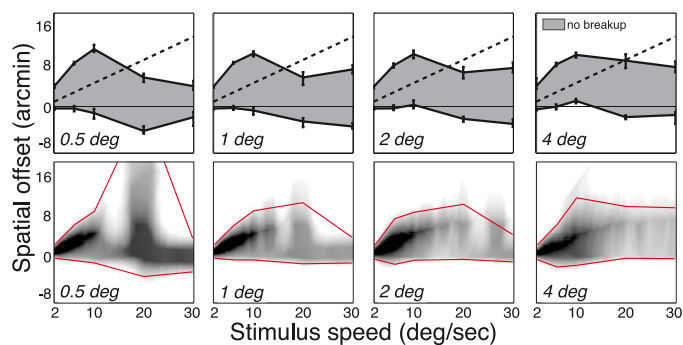 16
8
0
-8
0.5 deg
1 deg
2 deg
no breakup
4 deg
Spatial offset (arcmin)
16
8
0
-8
0.5 deg
1 deg
2 deg
4 deg
2 10 20 30
2 10 20 30
2 10 20 30
2 10 20 30
Stimulus speed (deg/sec)